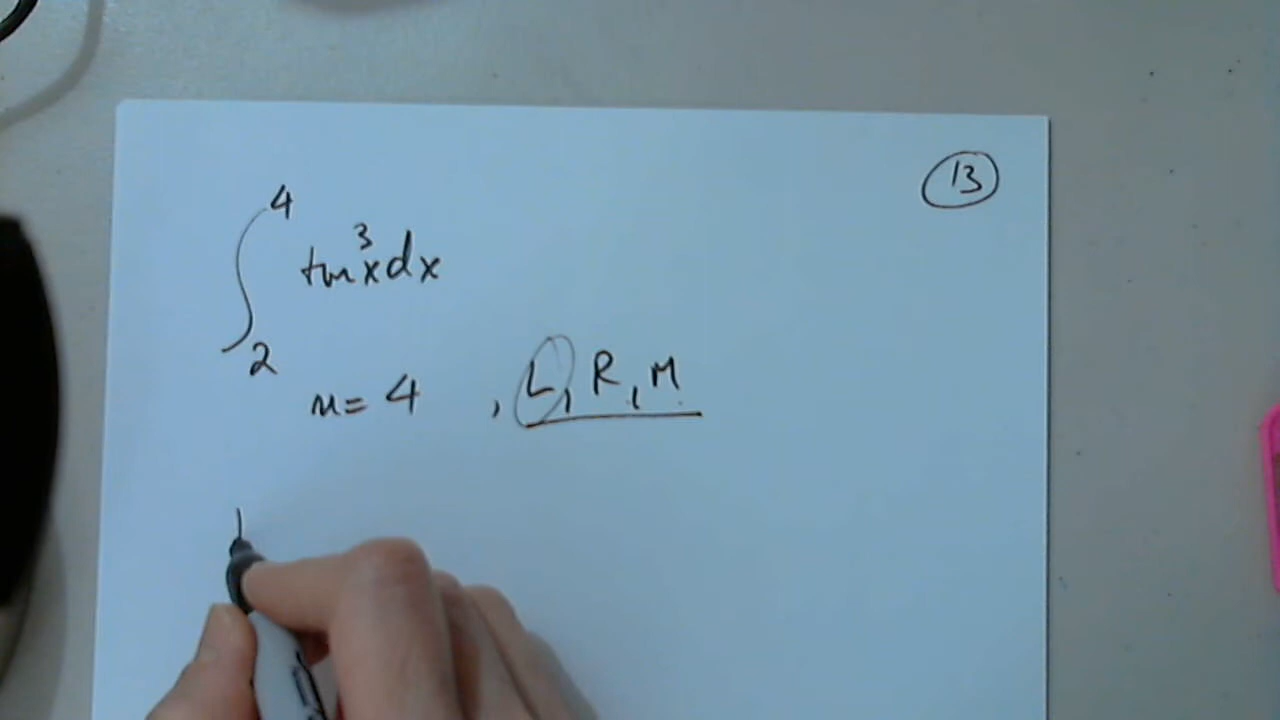 13
∫₂⁴ tan³x dx
n = 4 , L, R, M